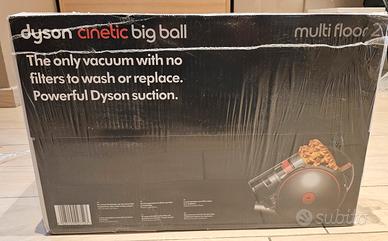 dyson cinetic big ball
multi floor 2
The only vacuum with no
filters to wash or replace.
Powerful Dyson suction.
subito